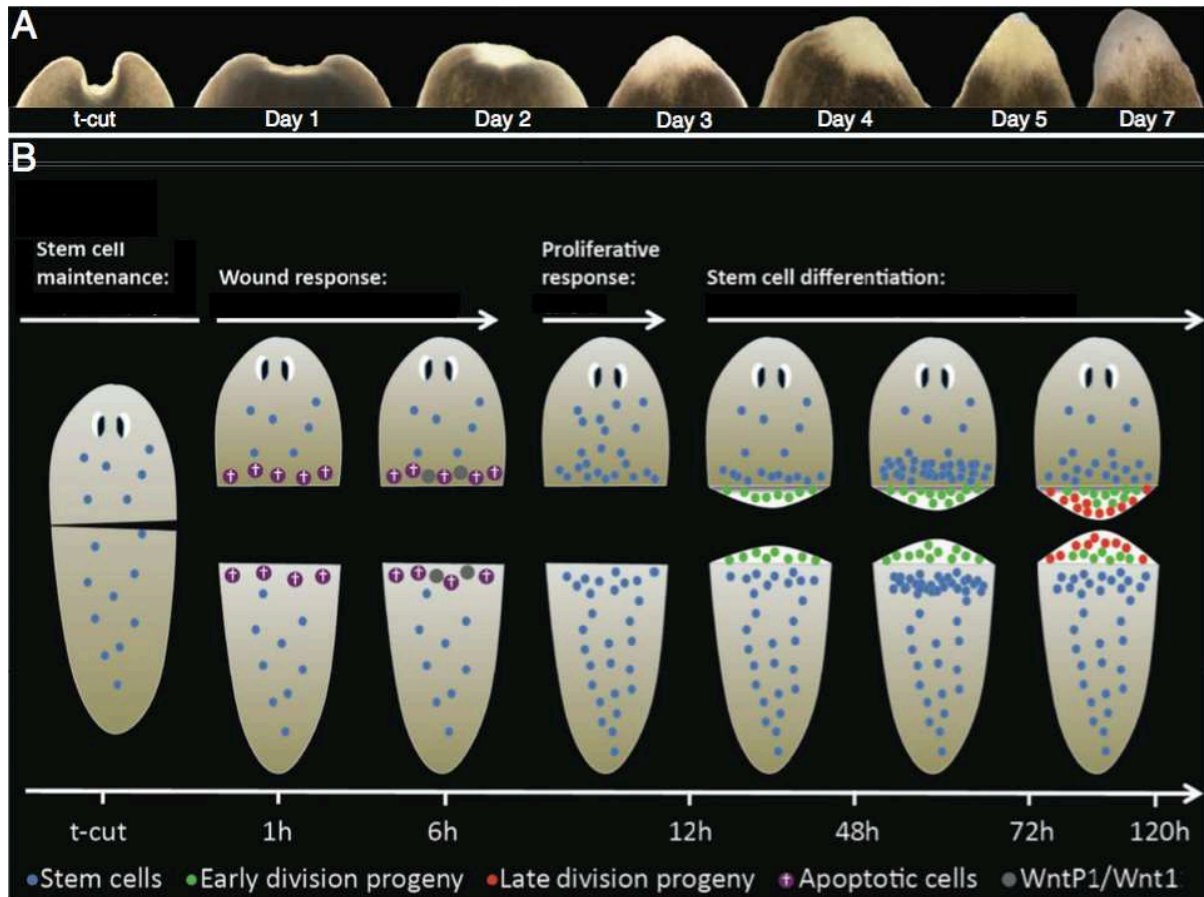 A
t-cut Day 1 Day 2 Day 3 Day 4 Day 5 Day 7
B
Stem cell
maintenance:
Wound response:
Proliferative
response:
Stem cell differentiation:
t-cut 1h 6h 12h 48h 72h 120h
Stem cells Early division progeny Late division progeny Apoptotic cells WntP1/Wnt1